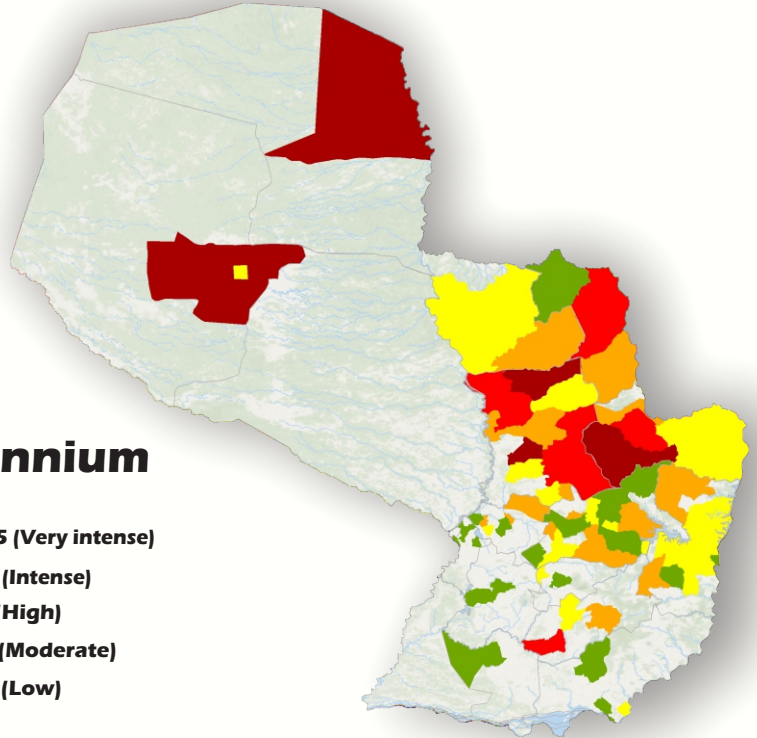 nnium
5 (Very intense)
(Intense)
High)
(Moderate)
(Low)